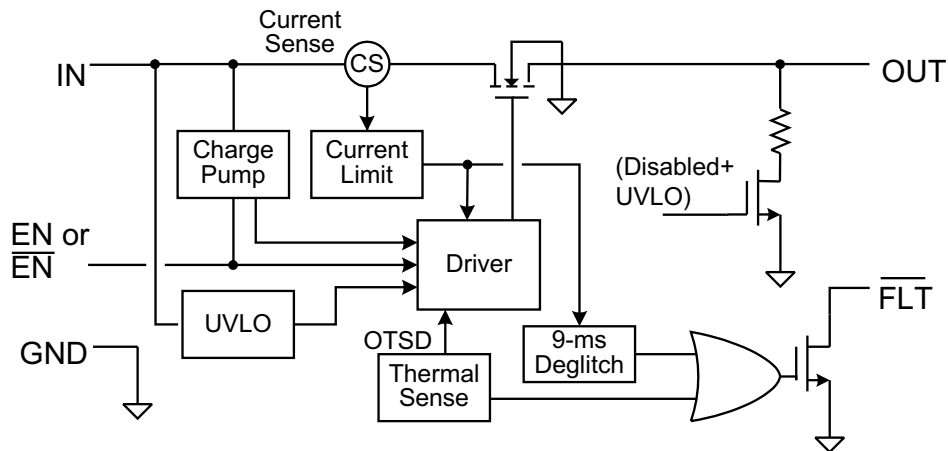 Current
Sense
IN
CS
OUT
Charge
Pump
Current
Limit
(Disabled+
UVLO)
EN or
EN
Driver
FLT
UVLO
GND
OTSD
9-ms
Deglitch
Thermal
Sense